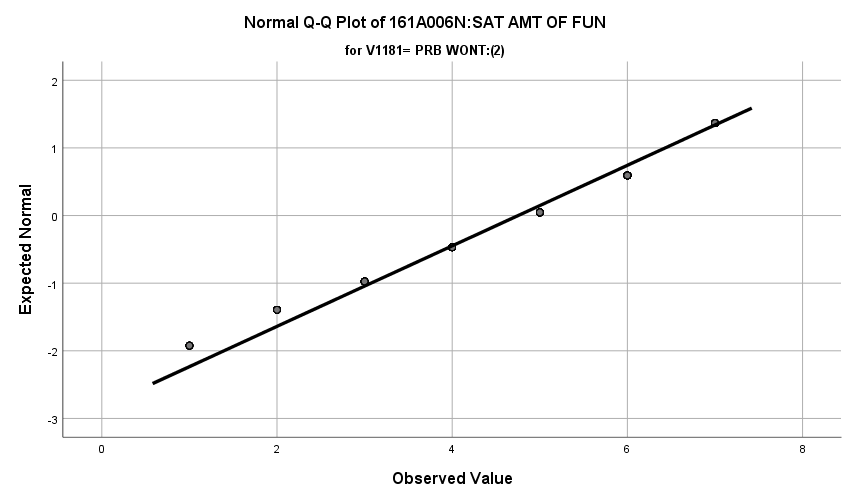 Normal Q-Q Plot of 161A006N:SAT AMT OF FUN
for V1181= PRB WONT:(2)
2
1
0
-1
-2
-3
Expected Normal
0 2 4 6 8
Observed Value